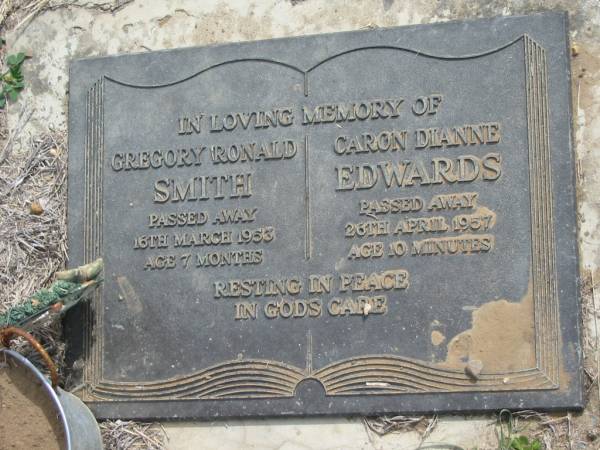 IN LOVING MEMORY OF
GREGORY RONALD
SMITH
PASSED AWAY
16TH MARCH 1953
AGE 7 MONTHS
CARON DIANNE
EDWARDS
PASSED AWAY
26TH APRIL 1957
AGE 10 MINUTES
RESTING IN PEACE
IN GODS CARE